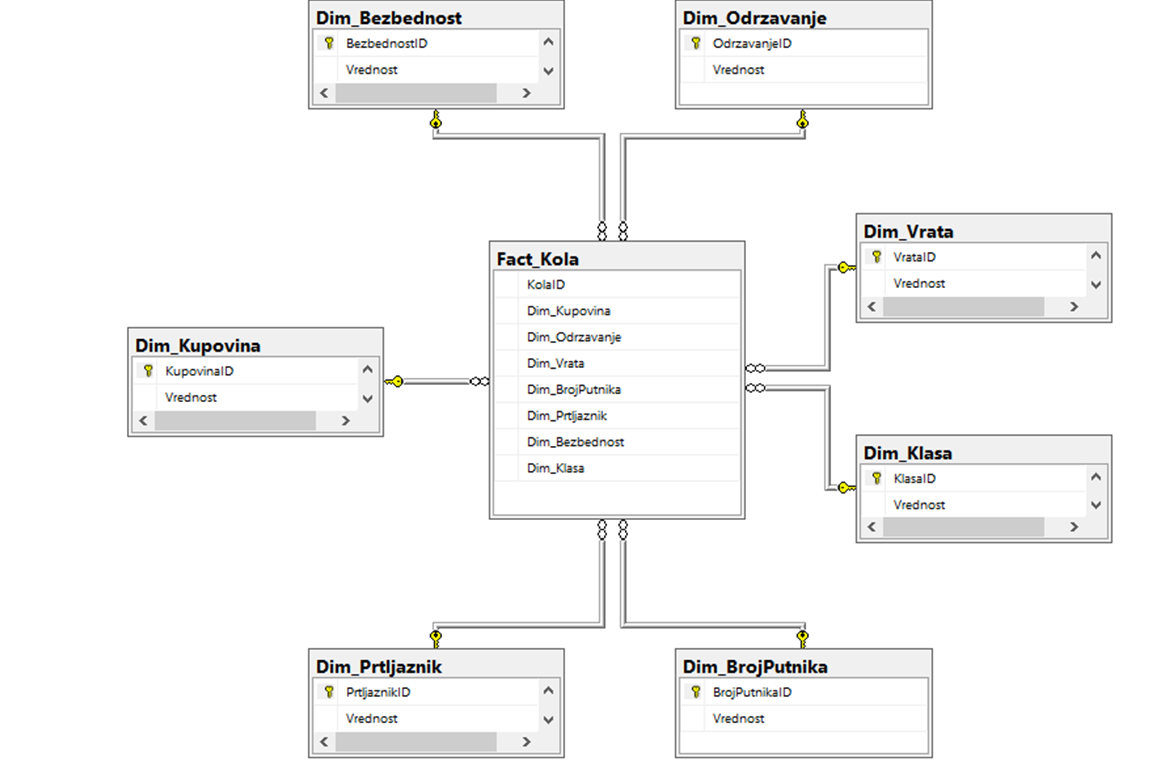 Dim_Bezbednost
BezbednostID
Vrednost
Dim_Odrzavanje
OdrzavanjeID
Vrednost
Dim_Vrata
VrataID
Vrednost
Fact_Kola
KolaID
Dim_Kupovina
Dim_Odrzavanje
Dim_Vrata
Dim_BrojPutnika
Dim_Prtljaznik
Dim_Bezbednost
Dim_Klasa
Dim_Kupovina
KupovinaID
Vrednost
Dim_Klasa
KlasaID
Vrednost
Dim_Prtljaznik
PrtljaznikID
Vrednost
Dim_BrojPutnika
BrojPutnikaID
Vrednost